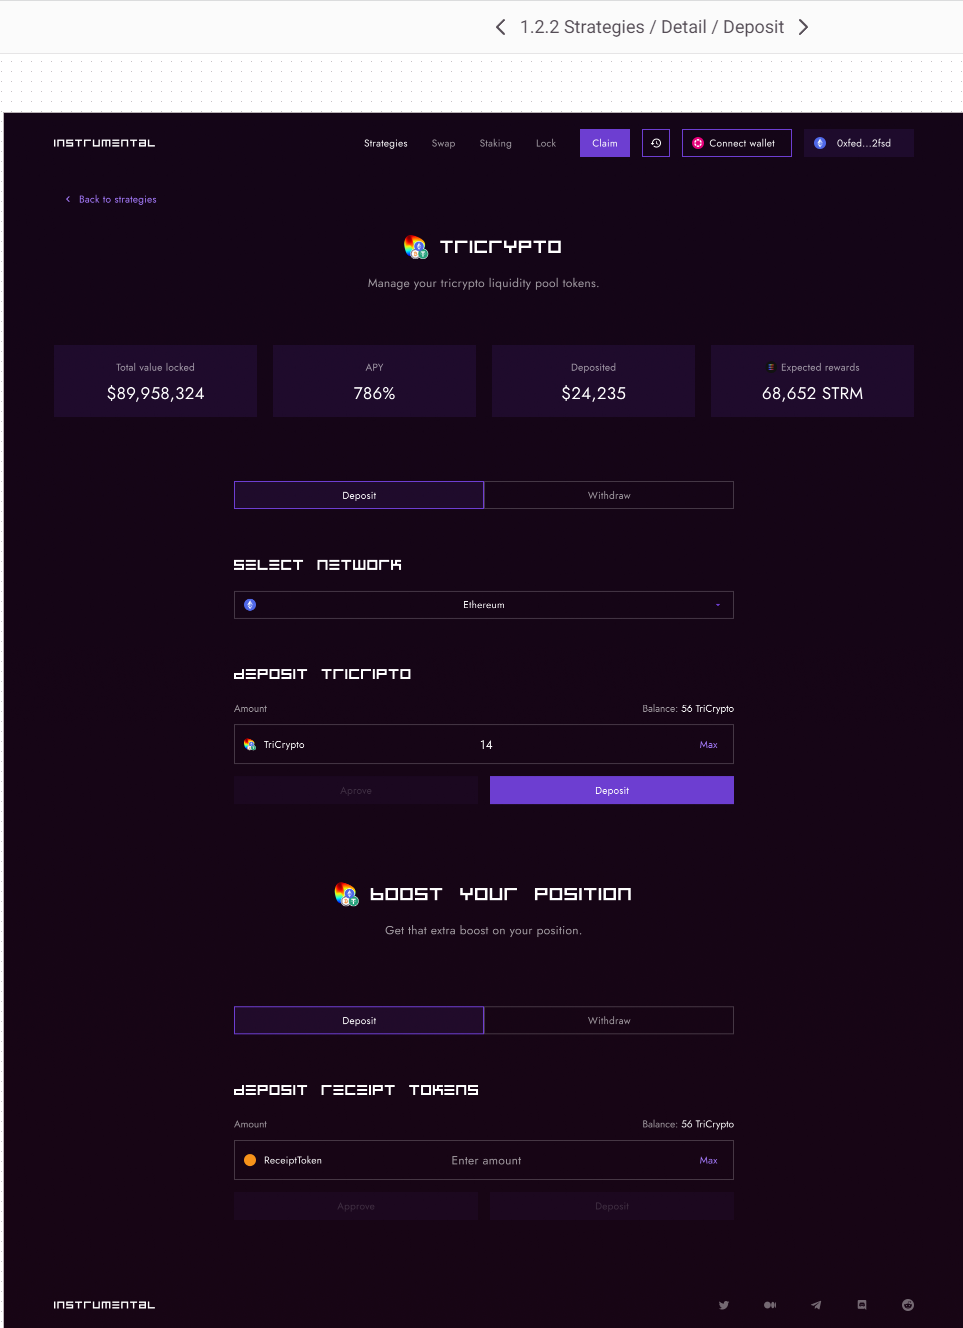 1.2.2 Strategies / Detail / Deposit
INSTRUMENTAL
Strategies Swap Staking Lock Claim Connect wallet 0xfed...2fsd
Back to strategies
TRICRYPTO
Manage your tricrypto liquidity pool tokens.
Total value locked APY Deposited Expected rewards
$89,958,324 786% $24,235 68,652 STRM
Deposit Withdraw
SELECT NETWORK
Ethereum
DEPOSIT TRICRIPTO
Amount Balance: 56 TriCrypto
TriCrypto 14 Max
Aprove Deposit
BOOST YOUR POSITION
Get that extra boost on your position.
Deposit Withdraw
DEPOSIT RECEIPT TOKENS
Amount Balance: 56 TriCrypto
ReceiptToken Enter amount Max
Approve Deposit
INSTRUMENTAL